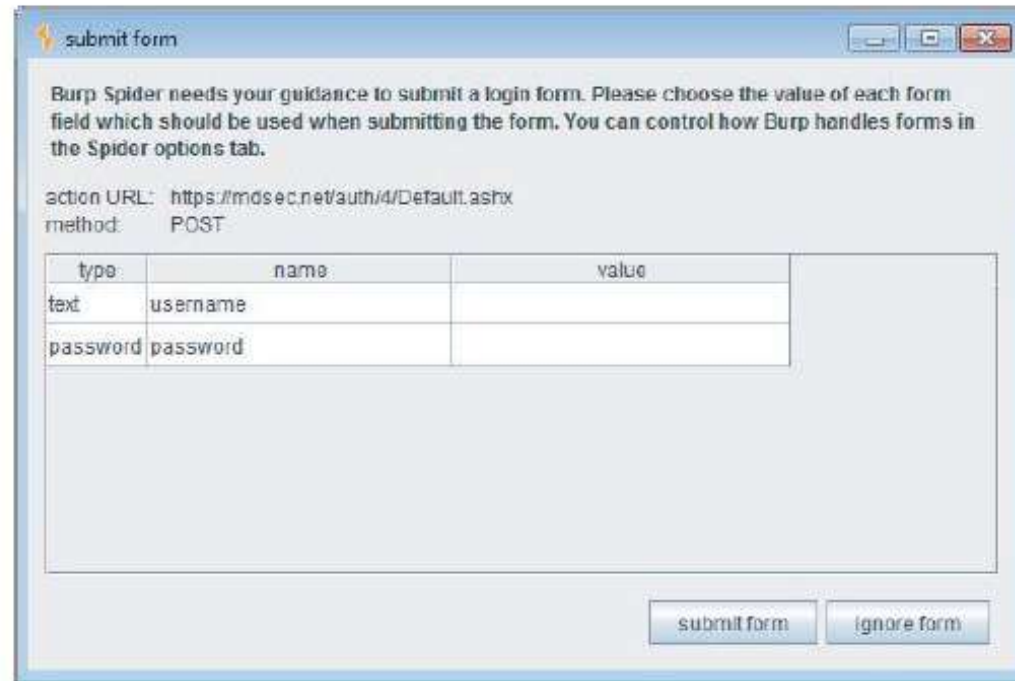 submit form
Burp Spider needs your guidance to submit a login form. Please choose the value of each form
field which should be used when submitting the form. You can control how Burp handles forms in
the Spider options tab.
action URL: https://mdsec.net/auth/4/Default.ashx
method: POST
type name value
text username
password password
submit form ignore form